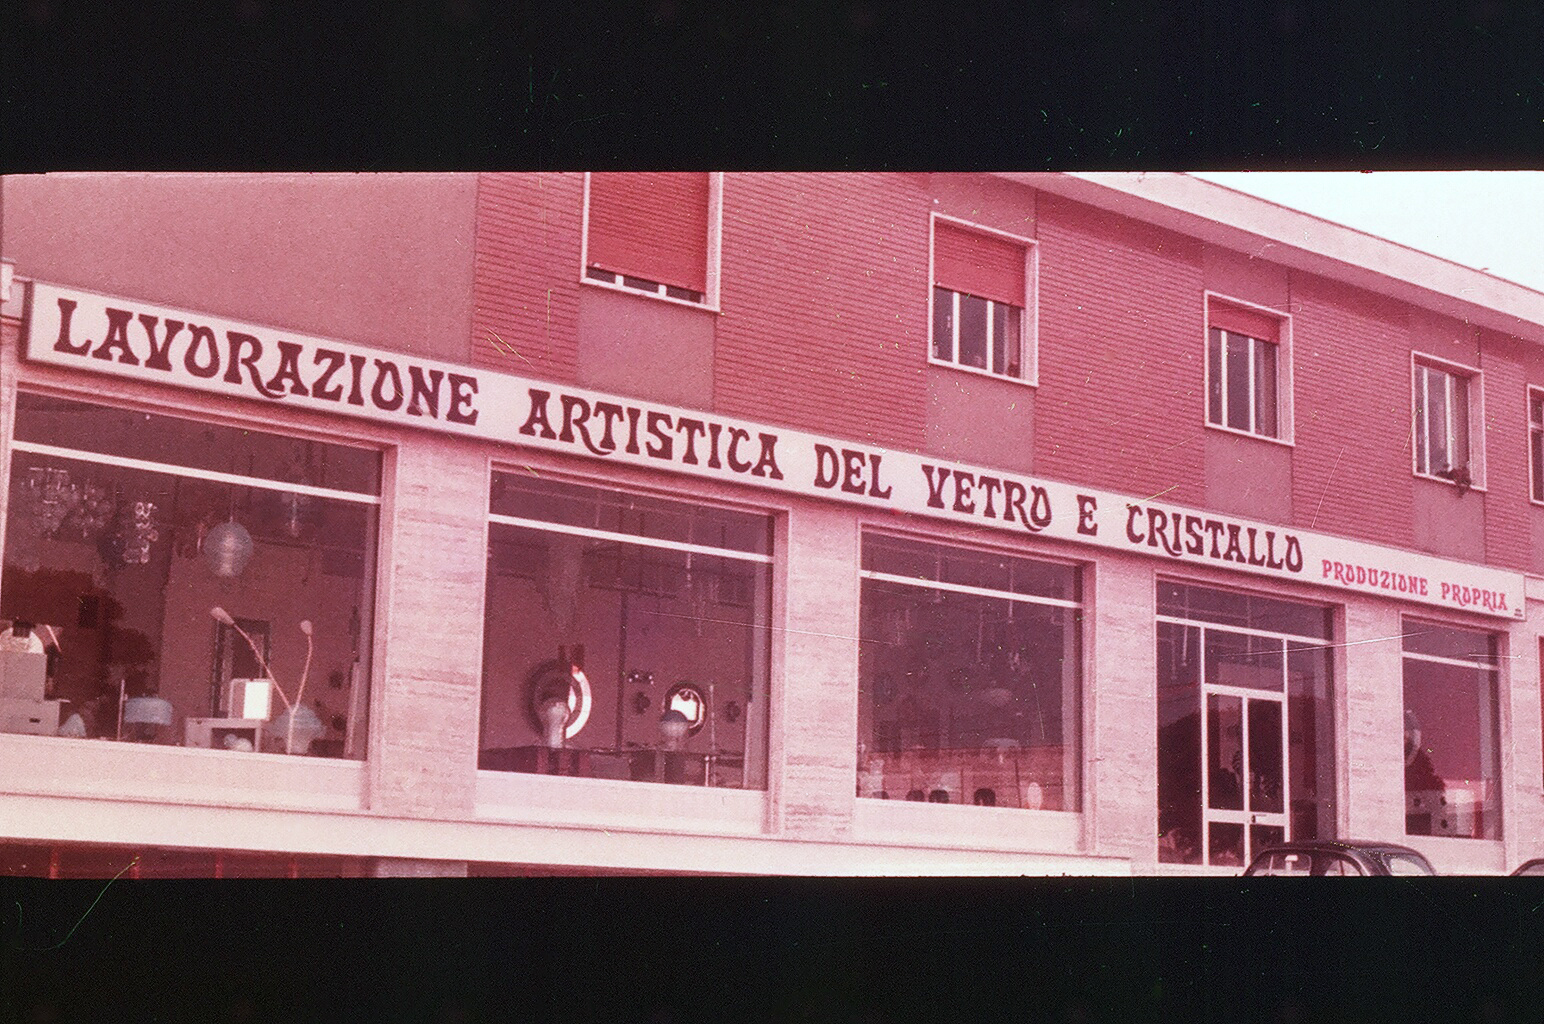 LAVORAZIONE ARTISTICA DEL VETRO E CRISTALLO PRODUZIONE PROPRIA